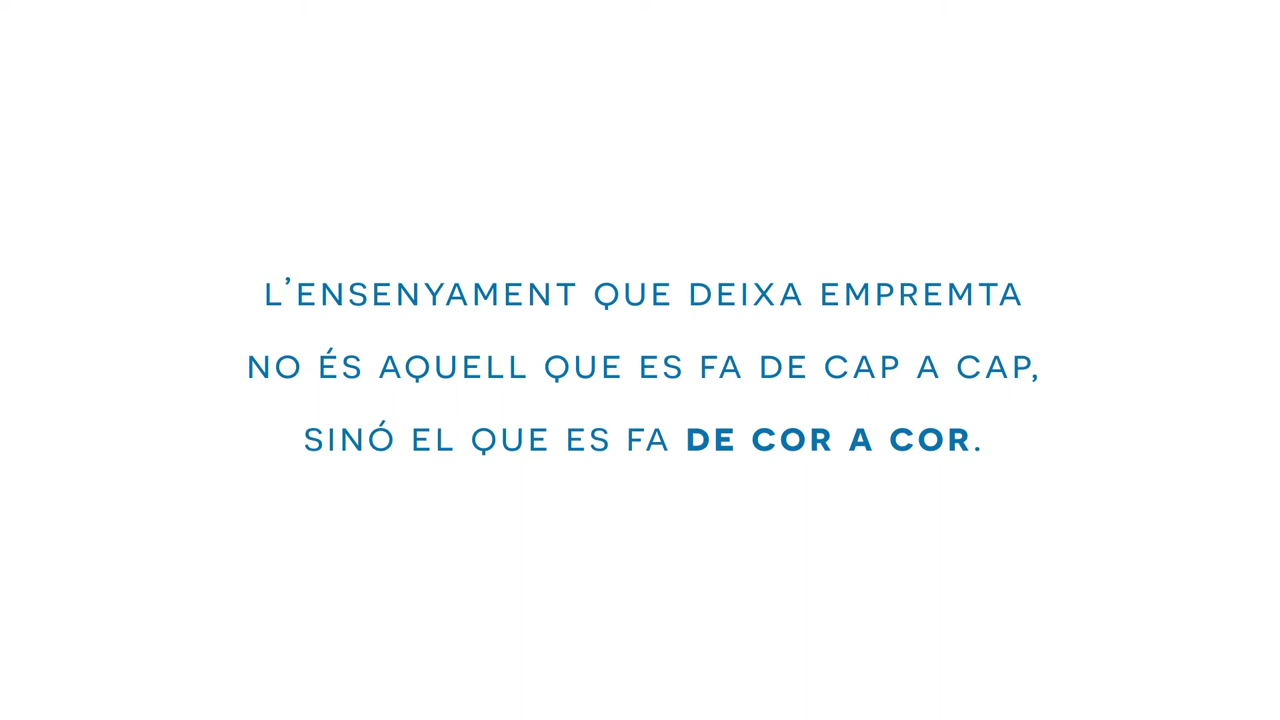 L’ENSENYAMENT QUE DEIXA EMPREMTA
NO ÉS AQUELL QUE ES FA DE CAP A CAP,
SINÓ EL QUE ES FA DE COR A COR.